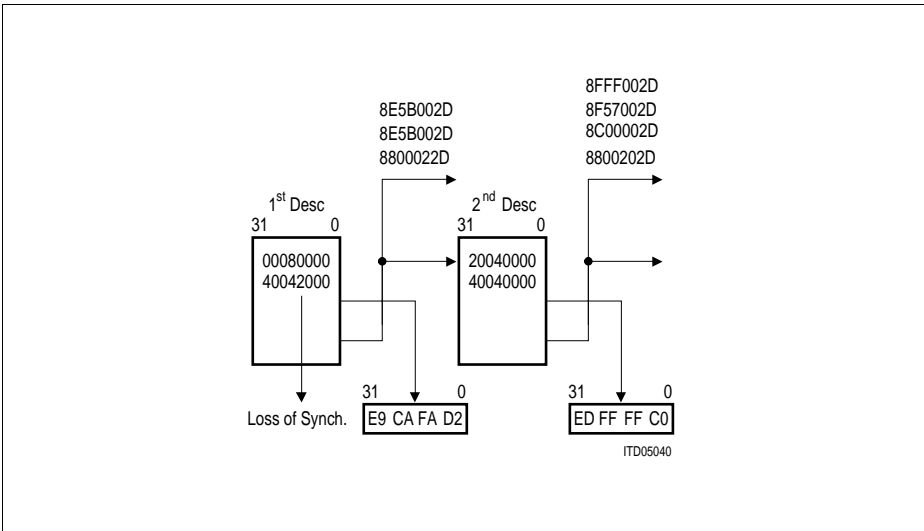 8FFF002D
8E5B002D 8F57002D
8E5B002D 8C00002D
8800022D 8800202D
1st Desc 2nd Desc
31 0 31 0
00080000 20040000
40042000 40040000
31 0 31 0
Loss of Synch. E9 CA FA D2 ED FF FF C0
ITD05040